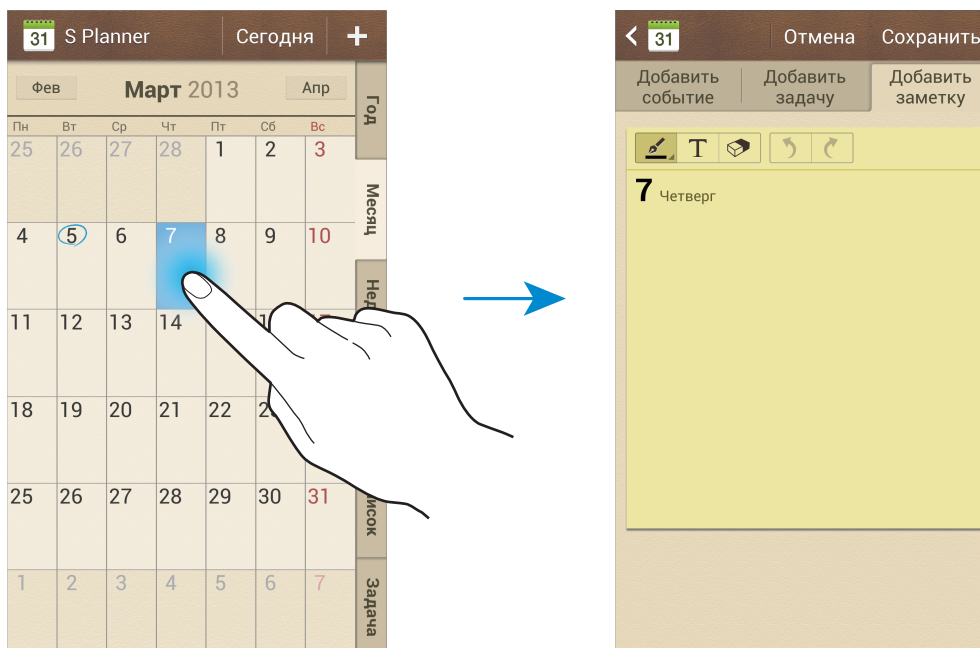 31 S Planner Сегодня +
Фев Март 2013 Апр
Пн Вт Ср Чт Пт Сб Вс
25 26 27 28 1 2 3
4 5 6 7 8 9 10
11 12 13 14
18 19 20 21 22
25 26 27 28 29 30 31
1 2 3 4 5 6 7
Год
Месяц
Задача
31 Отмена Сохранить
Добавить событие
Добавить задачу
Добавить заметку
T
7 Четверг